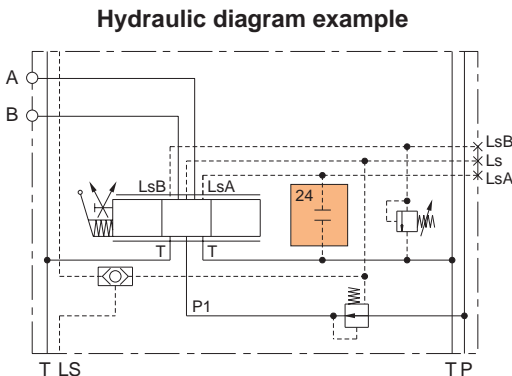 Hydraulic diagram example
A
B
LsB
Ls
LsA
LsB LsA
24
T T
P1
T LS T P